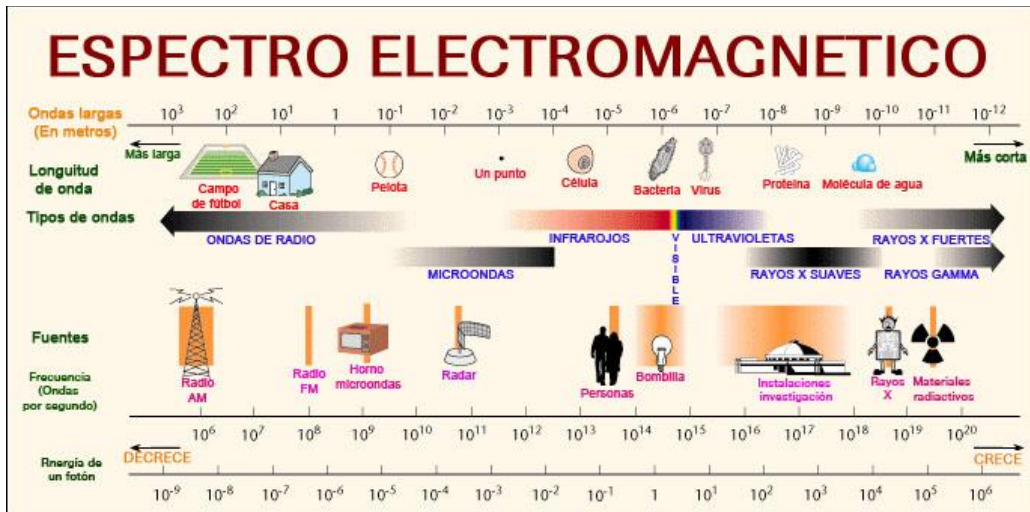 ESPECTRO ELECTROMAGNETICO
Ondas largas
(En metros)
10³ 10² 10¹ 1 10⁻¹ 10⁻² 10⁻³ 10⁻⁴ 10⁻⁵ 10⁻⁶ 10⁻⁷ 10⁻⁸ 10⁻⁹ 10⁻¹⁰ 10⁻¹¹ 10⁻¹²
Más larga
Más corta
Longuitud
de onda
Campo
de fútbol
Casa
Pelota
Un punto
Célula
Bacteria
Virus
Proteina
Molécula de agua
Tipos de ondas
ONDAS DE RADIO
INFRAROJOS
VISIBLE
ULTRAVIOLETAS
RAYOS X FUERTES
MICROONDAS
RAYOS X SUAVES
RAYOS GAMMA
Fuentes
Radio
AM
Radio
FM
Horno
microondas
Radar
Personas
Bombilla
Instalaciones
investigación
Rayos
X
Materiales
radiactivos
Frecuencia
(Ondas
por segundo)
10⁶ 10⁷ 10⁸ 10⁹ 10¹⁰ 10¹¹ 10¹² 10¹³ 10¹⁴ 10¹⁵ 10¹⁶ 10¹⁷ 10¹⁸ 10¹⁹ 10²⁰
DECRECE
CRECE
Rnergía de
un fotón
10⁻⁹ 10⁻⁸ 10⁻⁷ 10⁻⁶ 10⁻⁵ 10⁻⁴ 10⁻³ 10⁻² 10⁻¹ 1 10¹ 10² 10³ 10⁴ 10⁵ 10⁶